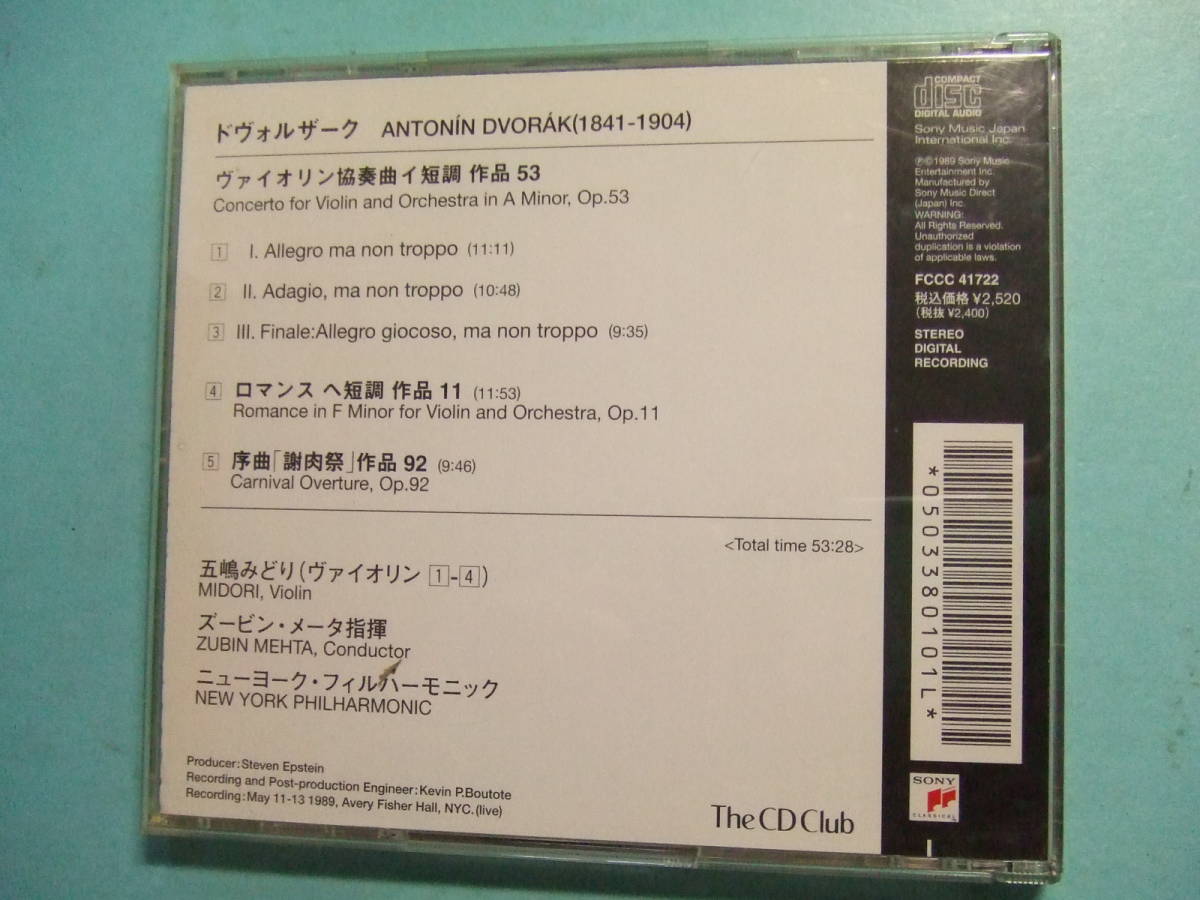 ドヴォルザーク ANTONÍN DVORÁK(1841-1904)
ヴァイオリン協奏曲イ短調 作品 53
Concerto for Violin and Orchestra in A Minor, Op.53
1 I. Allegro ma non troppo (11:11)
2 II. Adagio, ma non troppo (10:48)
3 III. Finale:Allegro giocoso, ma non troppo (9:35)
4 ロマンス ヘ短調 作品 11 (11:53)
Romance in F Minor for Violin and Orchestra, Op.11
5 序曲「謝肉祭」作品 92 (9:46)
Carnival Overture, Op.92
<Total time 53:28>
五嶋みどり(ヴァイオリン 1-4)
MIDORI, Violin
ズービン・メータ指揮
ZUBIN MEHTA, Conductor
ニューヨーク・フィルハーモニック
NEW YORK PHILHARMONIC
Producer:Steven Epstein
Recording and Post-production Engineer:Kevin P.Boutote
Recording:May 11-13 1989, Avery Fisher Hall, NYC.(live)
The CD Club
COMPACT
disc
DIGITAL AUDIO
Sony Music Japan
International Inc.
Ⓟ©1989 Sony Music
Entertainment Inc.
Manufactured by
Sony Music Direct
(Japan) Inc.
WARNING:
All Rights Reserved.
Unauthorized
duplication is a violation
of applicable laws.
FCCC 41722
税込価格 ¥2,520
(税抜 ¥2,400)
STEREO
DIGITAL
RECORDING
*0503380101L*
SONY
CLASSICAL
I